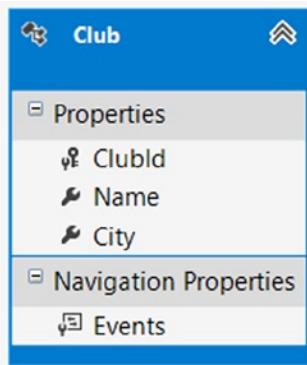 Club
Properties
ClubId
Name
City
Navigation Properties
Events